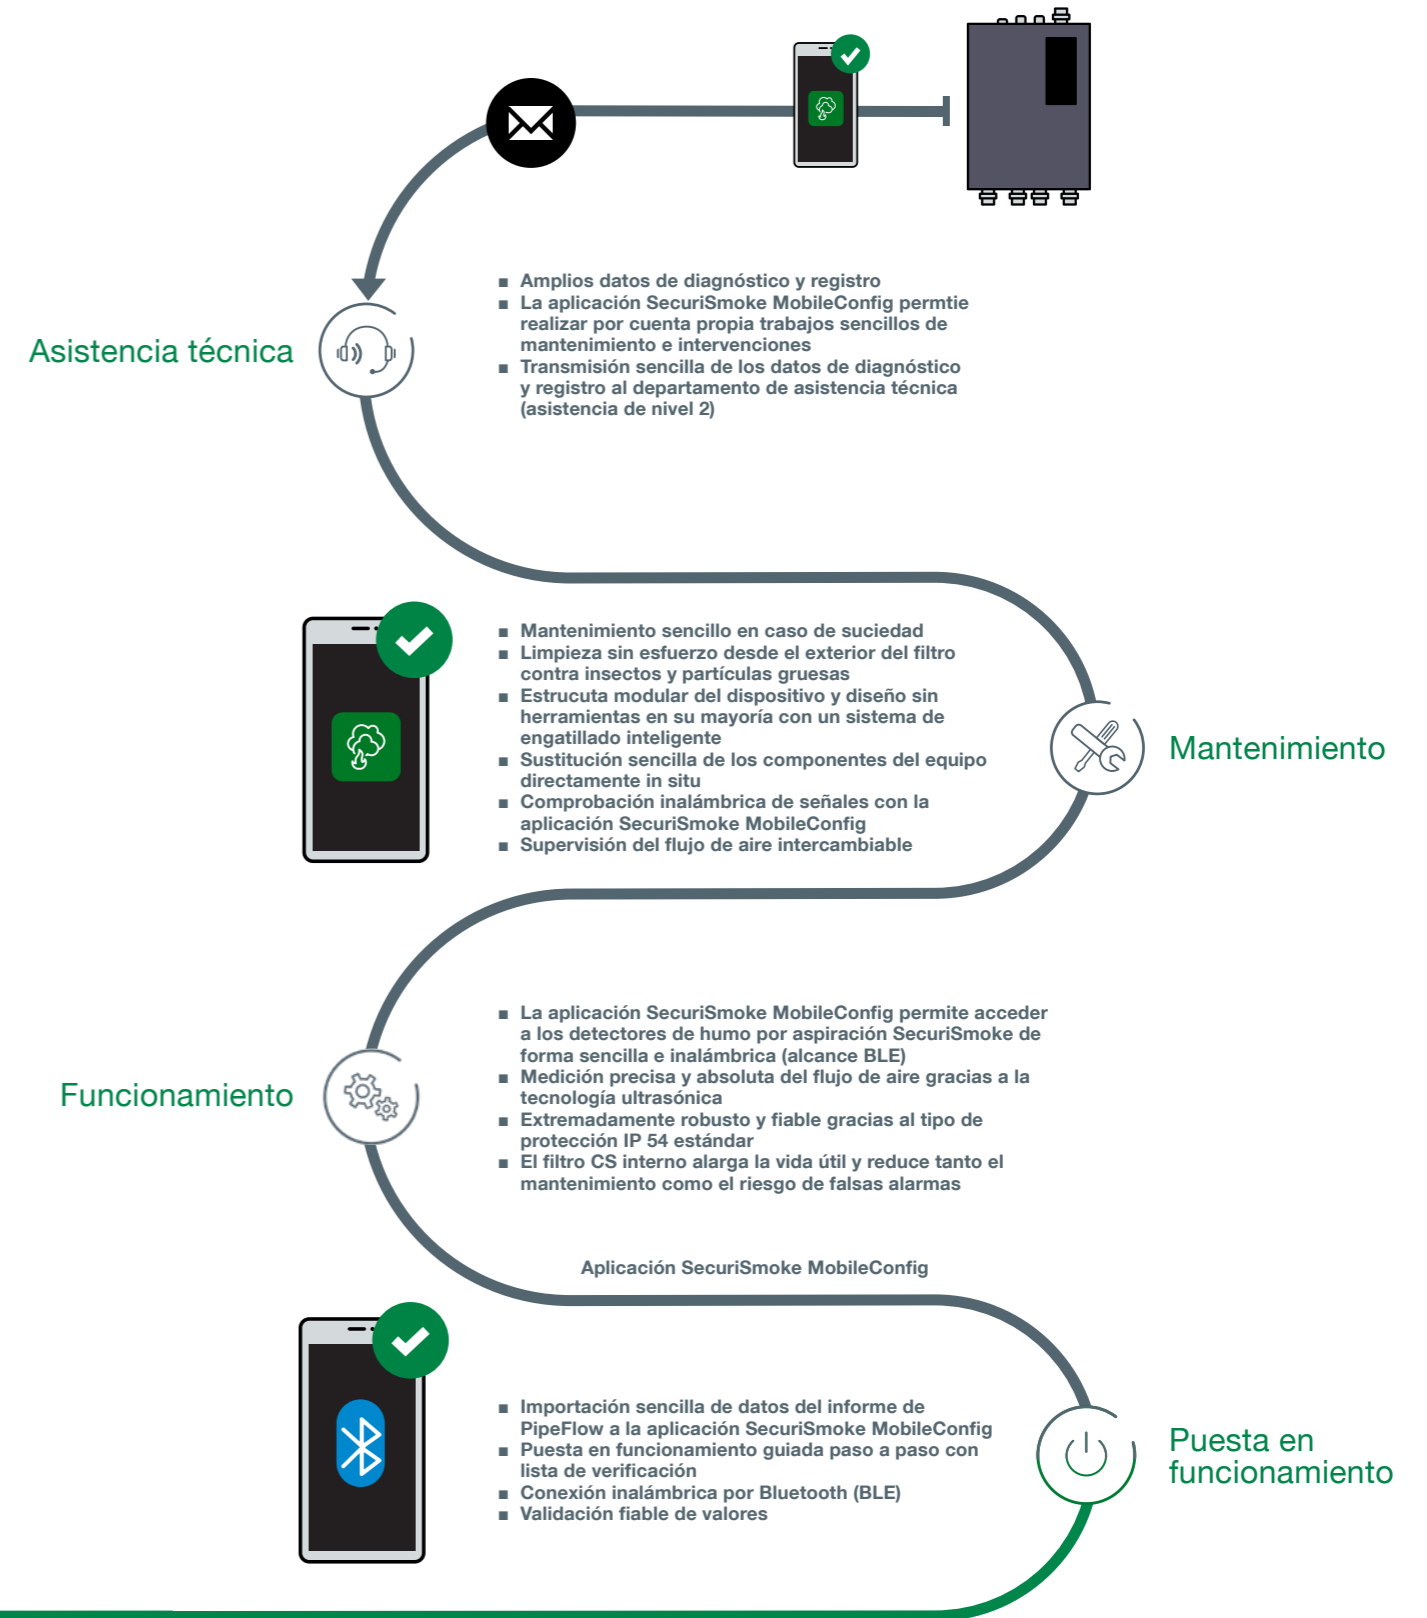 ■ Amplios datos de diagnóstico y registro
■ La aplicación SecuriSmoke MobileConfig permtie
realizar por cuenta propia trabajos sencillos de
mantenimiento e intervenciones
■ Transmisión sencilla de los datos de diagnóstico
y registro al departamento de asistencia técnica
(asistencia de nivel 2)
Asistencia técnica
■ Mantenimiento sencillo en caso de suciedad
■ Limpieza sin esfuerzo desde el exterior del filtro
contra insectos y partículas gruesas
■ Estrucuta modular del dispositivo y diseño sin
herramientas en su mayoría con un sistema de
engatillado inteligente
■ Sustitución sencilla de los componentes del equipo
directamente in situ
■ Comprobación inalámbrica de señales con la
aplicación SecuriSmoke MobileConfig
■ Supervisión del flujo de aire intercambiable
Mantenimiento
■ La aplicación SecuriSmoke MobileConfig permite acceder
a los detectores de humo por aspiración SecuriSmoke de
forma sencilla e inalámbrica (alcance BLE)
■ Medición precisa y absoluta del flujo de aire gracias a la
tecnología ultrasónica
■ Extremadamente robusto y fiable gracias al tipo de
protección IP 54 estándar
■ El filtro CS interno alarga la vida útil y reduce tanto el
mantenimiento como el riesgo de falsas alarmas
Funcionamiento
Aplicación SecuriSmoke MobileConfig
■ Importación sencilla de datos del informe de
PipeFlow a la aplicación SecuriSmoke MobileConfig
■ Puesta en funcionamiento guiada paso a paso con
lista de verificación
■ Conexión inalámbrica por Bluetooth (BLE)
■ Validación fiable de valores
Puesta en
funcionamiento